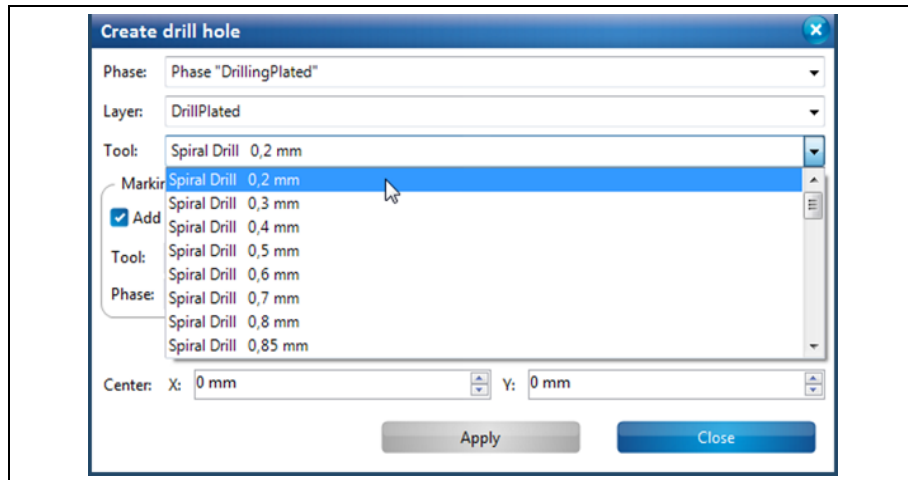 Create drill hole
Phase: Phase "DrillingPlated"
Layer: DrillPlated
Tool: Spiral Drill 0,2 mm
Spiral Drill 0,2 mm
Spiral Drill 0,3 mm
Add
Spiral Drill 0,4 mm
Tool: Spiral Drill 0,5 mm
Spiral Drill 0,6 mm
Phase: Spiral Drill 0,7 mm
Spiral Drill 0,8 mm
Spiral Drill 0,85 mm
Center: X: 0 mm Y: 0 mm
Apply Close